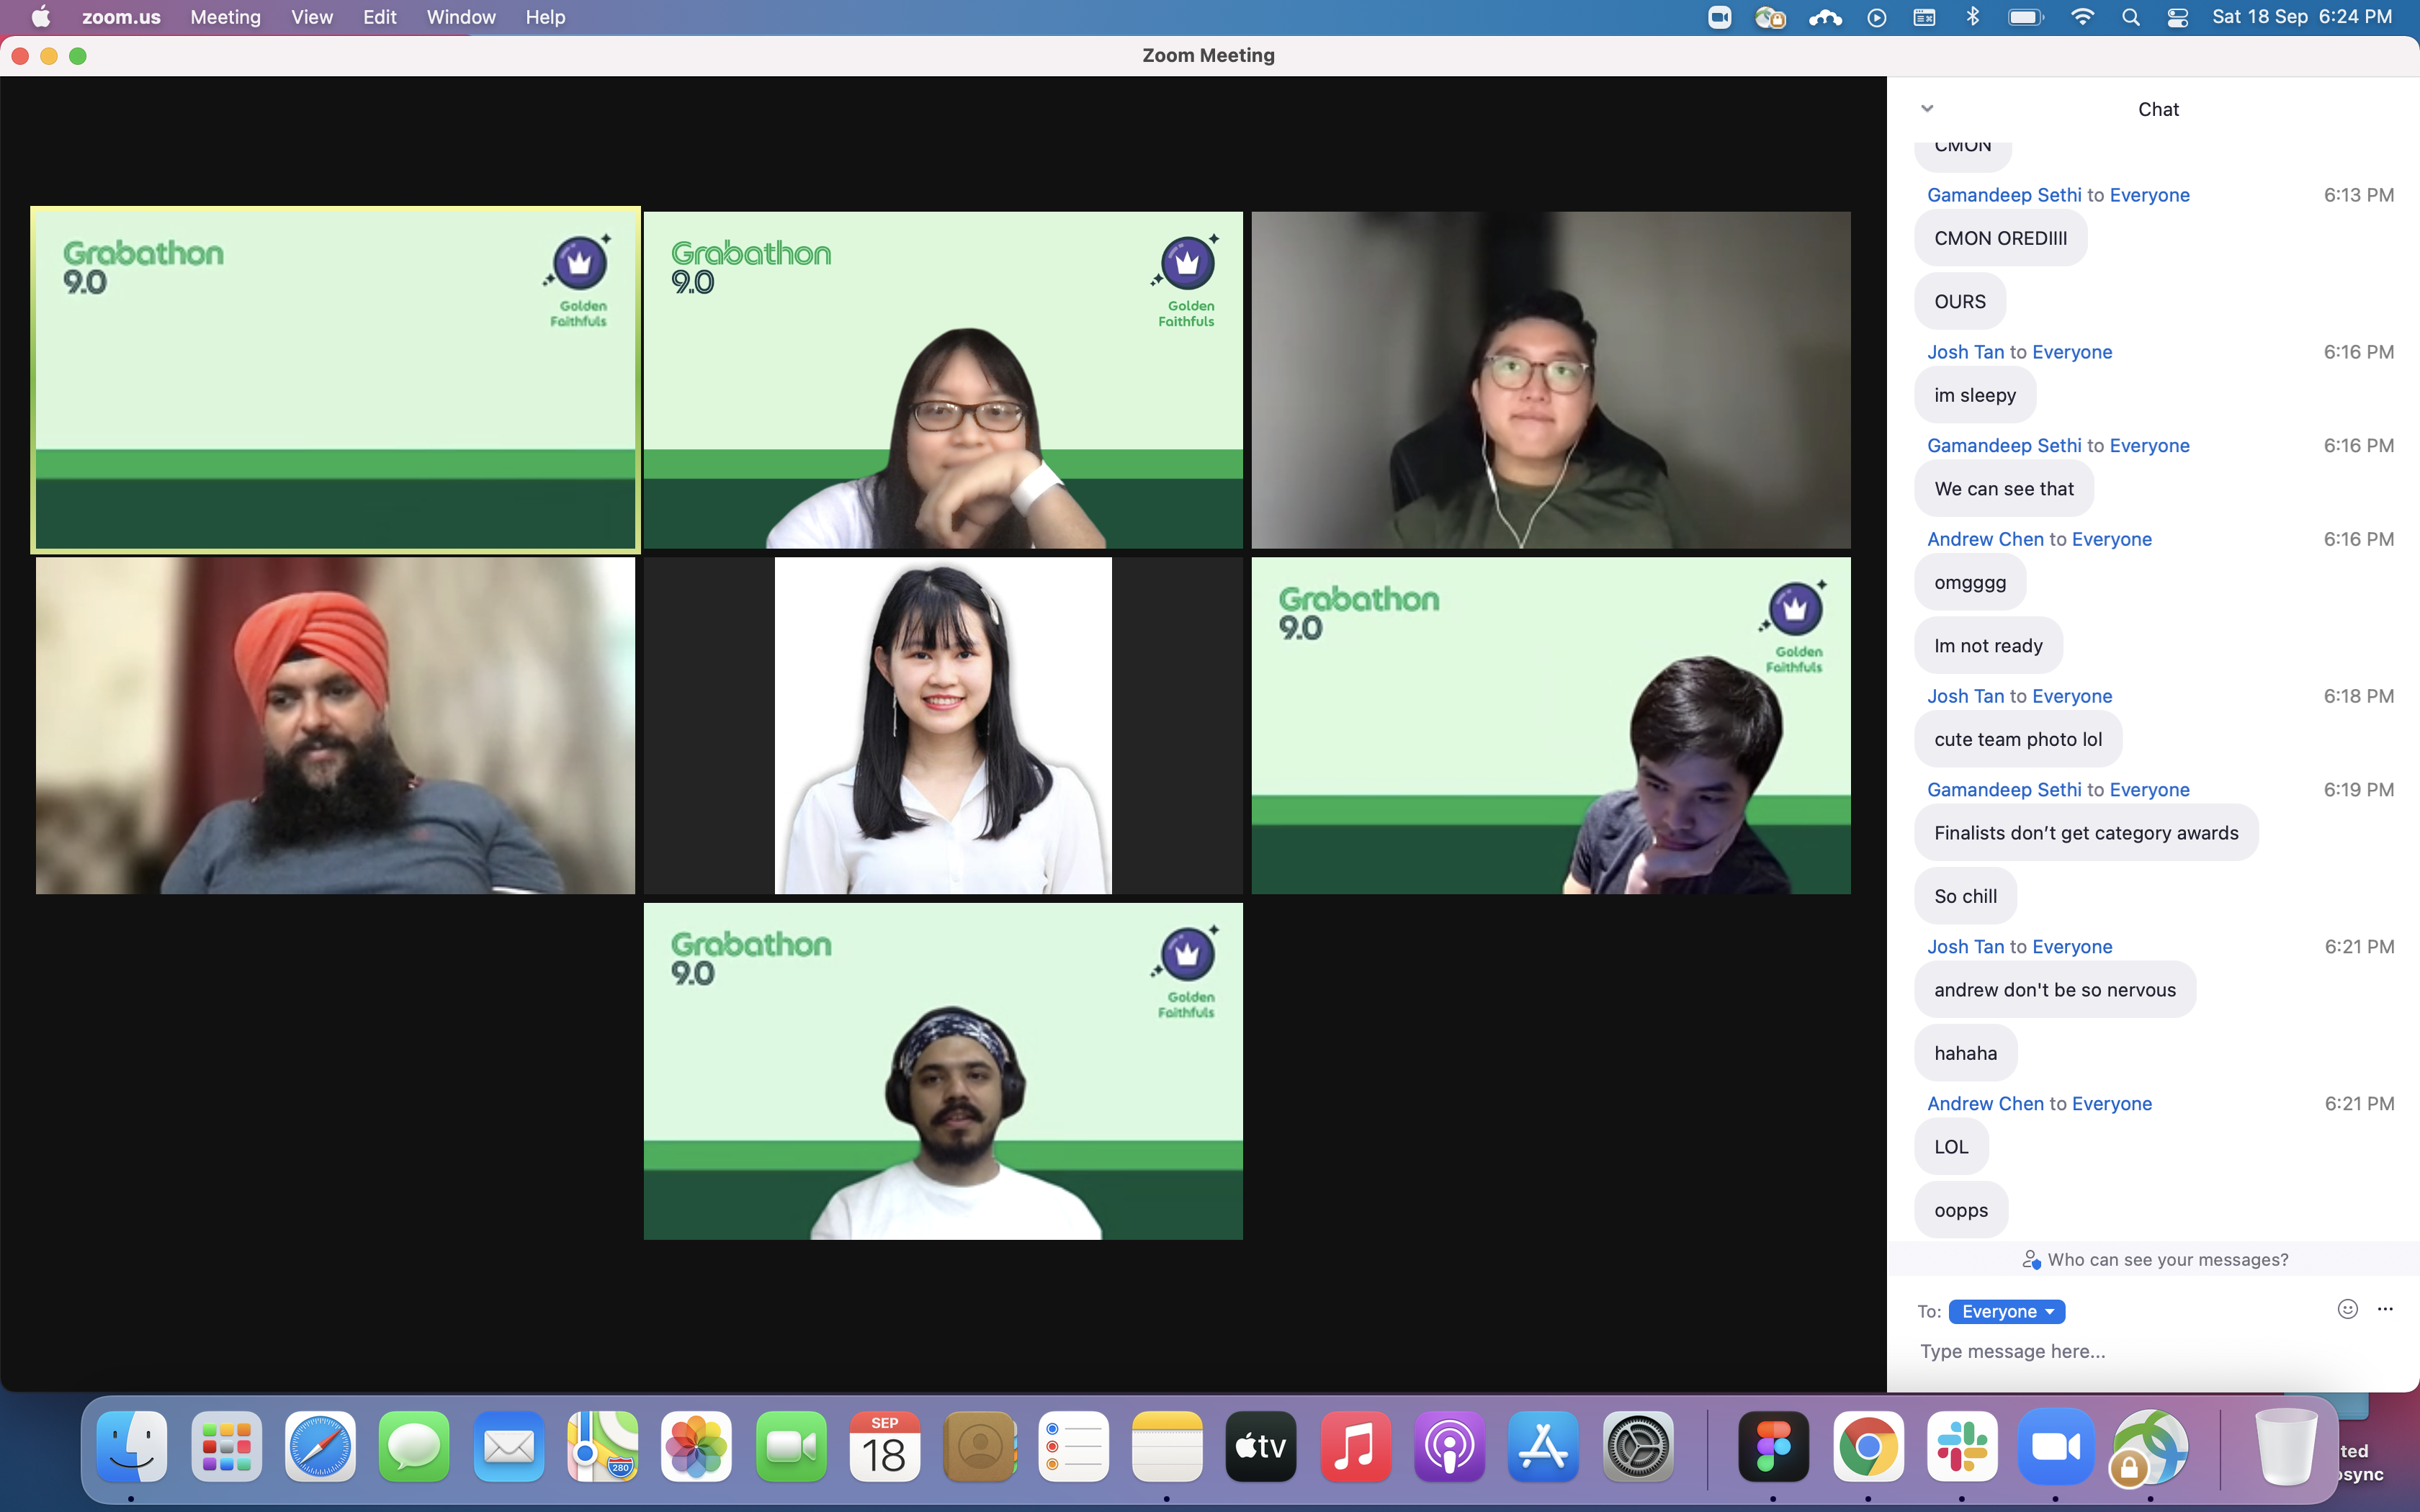 zoom.us Meeting View Edit Window Help
Sat 18 Sep 6:24 PM
Zoom Meeting
Grabathon
9.0
Golden
Faithfuls
Grabathon
9.0
Golden
Faithfuls
Grabathon
9.0
Golden
Faithfuls
Grabathon
9.0
Golden
Faithfuls
Chat
CMON
Gamandeep Sethi to Everyone 6:13 PM
CMON OREDIIII
OURS
Josh Tan to Everyone 6:16 PM
im sleepy
Gamandeep Sethi to Everyone 6:16 PM
We can see that
Andrew Chen to Everyone 6:16 PM
omgggg
Im not ready
Josh Tan to Everyone 6:18 PM
cute team photo lol
Gamandeep Sethi to Everyone 6:19 PM
Finalists don’t get category awards
So chill
Josh Tan to Everyone 6:21 PM
andrew don't be so nervous
hahaha
Andrew Chen to Everyone 6:21 PM
LOL
oopps
Who can see your messages?
To: Everyone
Type message here...
280
SEP
18
tv
ted
osync